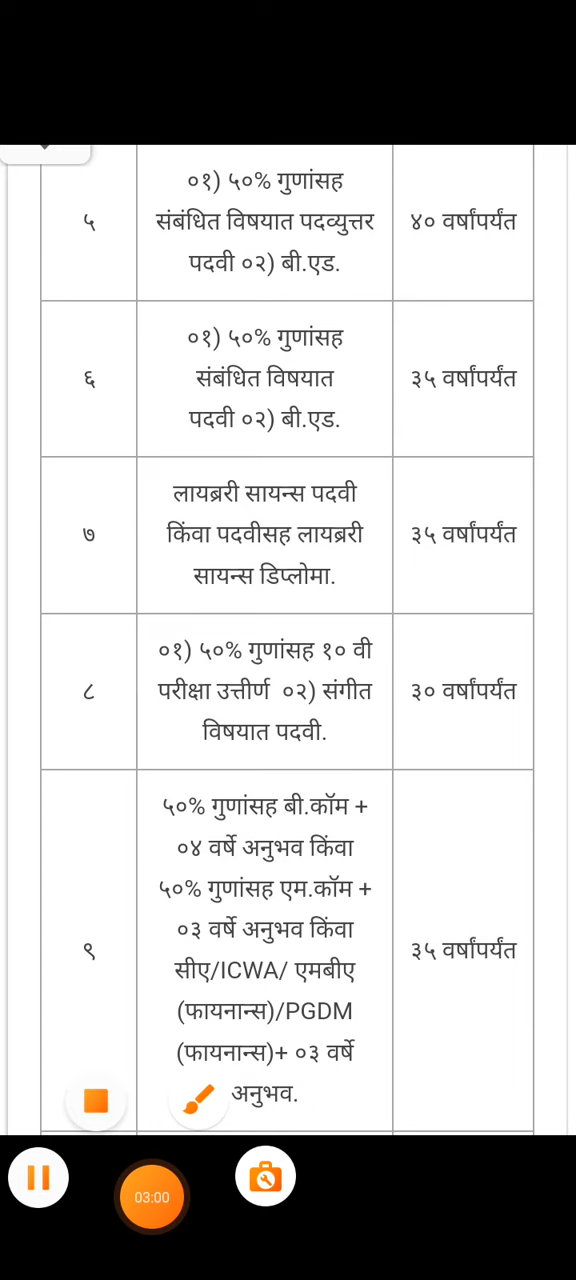 ०१) ५०% गुणांसह
५ संबंधित विषयात पदव्युत्तर ४० वर्षांपर्यंत
पदवी ०२) बी.एड.
०१) ५०% गुणांसह
६ संबंधित विषयात ३५ वर्षांपर्यंत
पदवी ०२) बी.एड.
लायब्ररी सायन्स पदवी
७ किंवा पदवीसह लायब्ररी ३५ वर्षांपर्यंत
सायन्स डिप्लोमा.
०१) ५०% गुणांसह १० वी
८ परीक्षा उत्तीर्ण ०२) संगीत ३० वर्षांपर्यंत
विषयात पदवी.
५०% गुणांसह बी.कॉम +
०४ वर्षे अनुभव किंवा
५०% गुणांसह एम.कॉम +
०३ वर्षे अनुभव किंवा
९ सीए/ICWA/ एमबीए ३५ वर्षांपर्यंत
(फायनान्स)/PGDM
(फायनान्स)+ ०३ वर्षे
अनुभव.
03:00